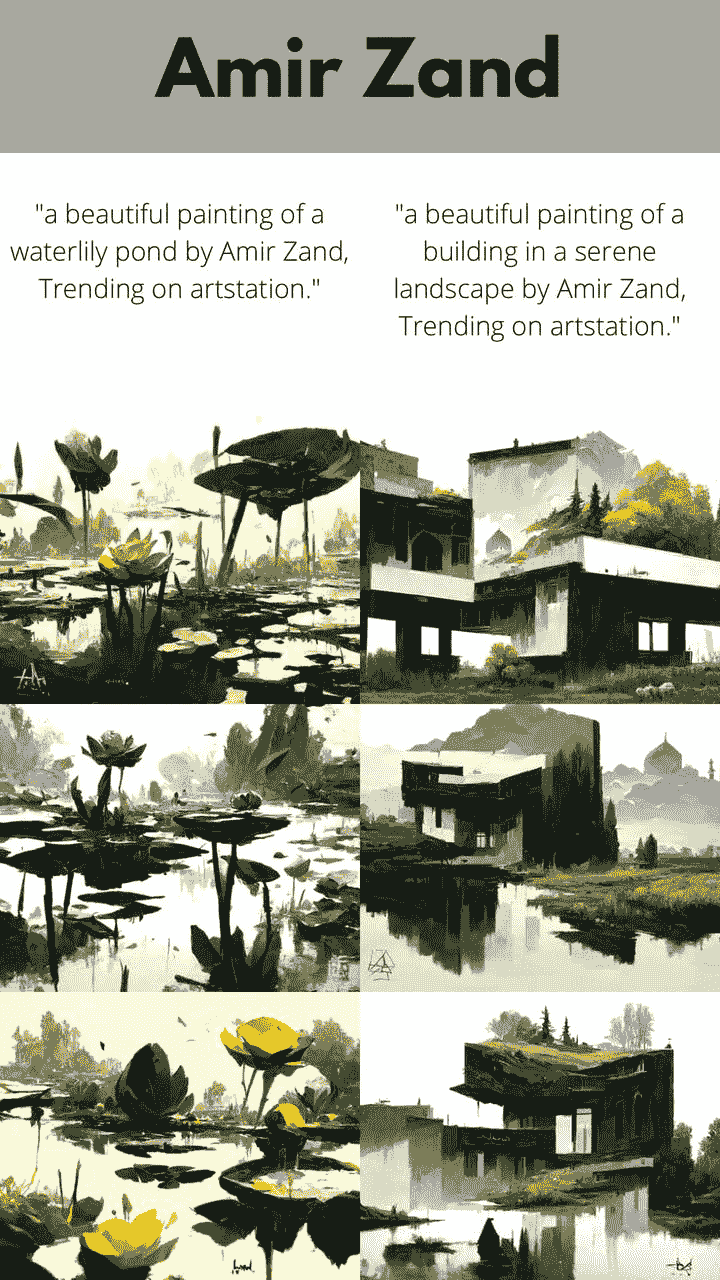 Amir Zand
"a beautiful painting of a
waterlily pond by Amir Zand,
Trending on artstation."
"a beautiful painting of a
building in a serene
landscape by Amir Zand,
Trending on artstation."